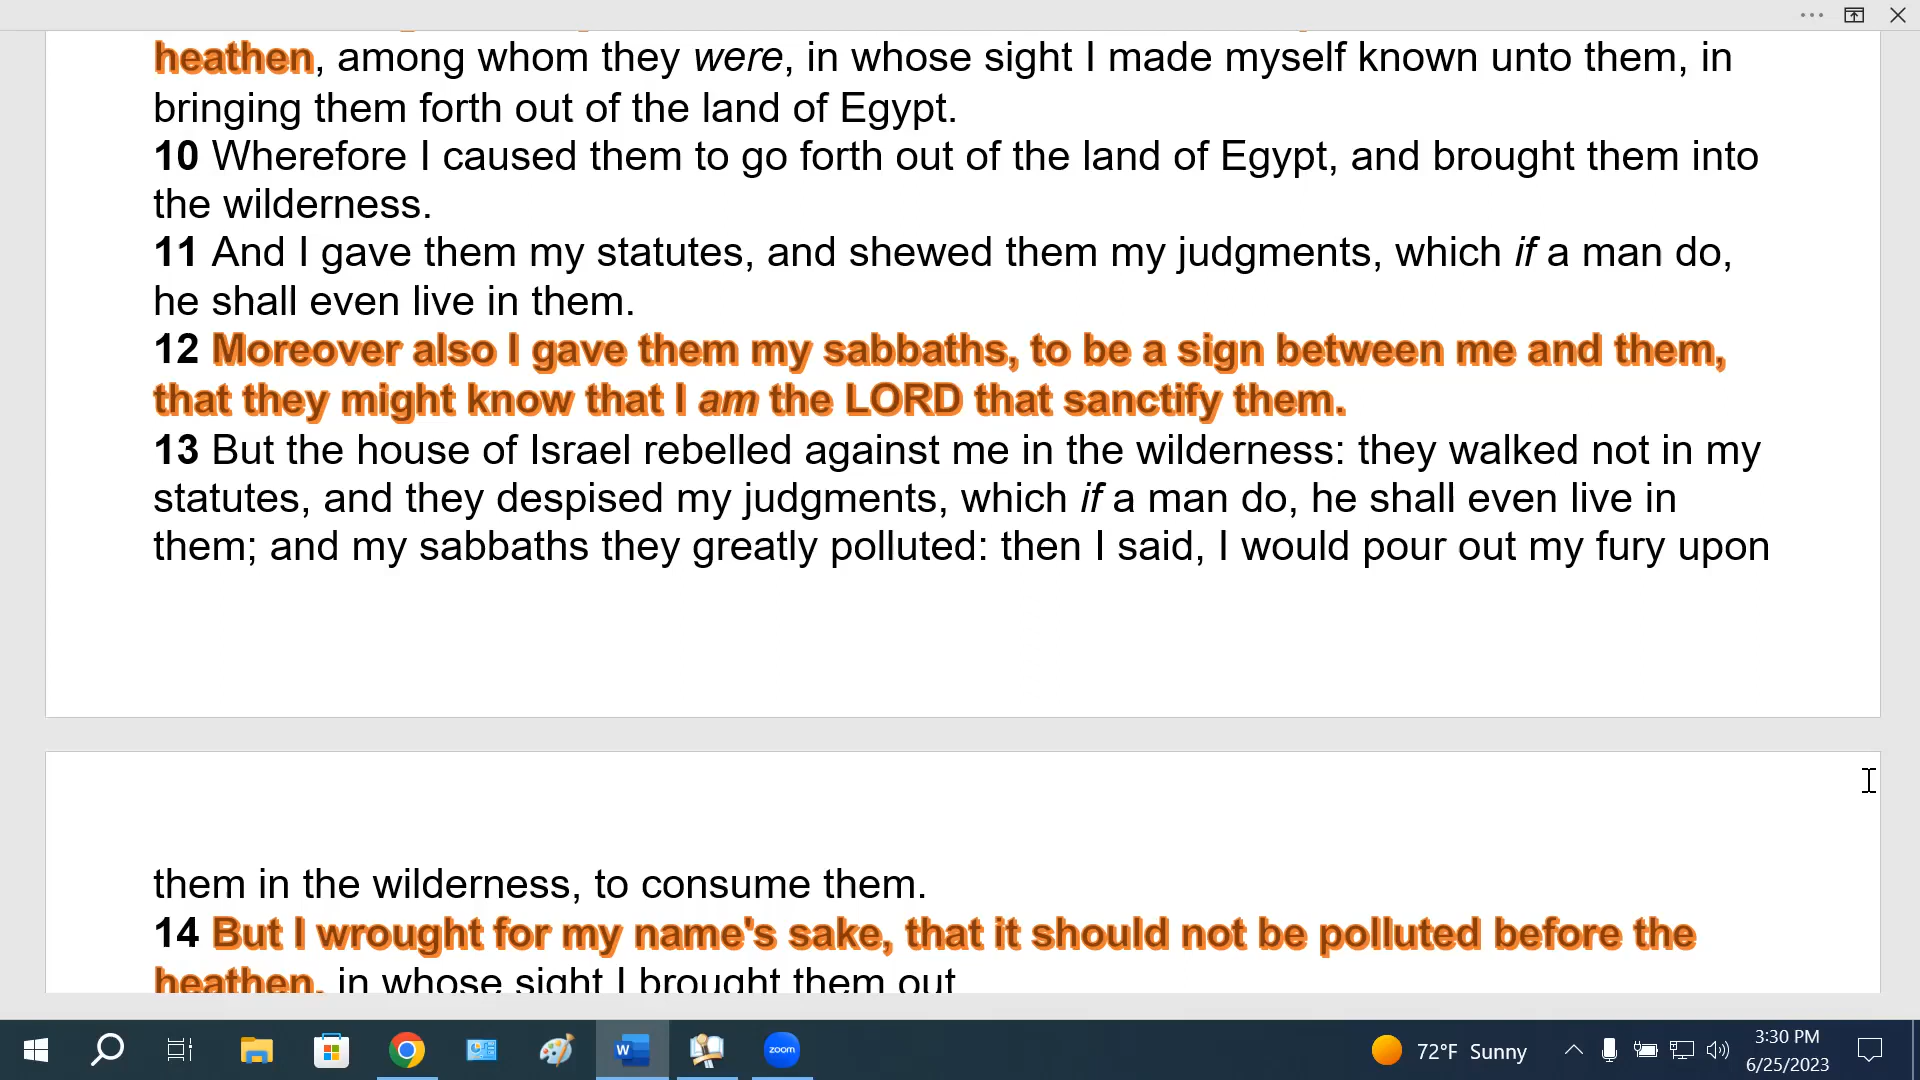 heathen, among whom they were, in whose sight I made myself known unto them, in
bringing them forth out of the land of Egypt.
10 Wherefore I caused them to go forth out of the land of Egypt, and brought them into
the wilderness.
11 And I gave them my statutes, and shewed them my judgments, which if a man do,
he shall even live in them.
12 Moreover also I gave them my sabbaths, to be a sign between me and them,
that they might know that I am the LORD that sanctify them.
13 But the house of Israel rebelled against me in the wilderness: they walked not in my
statutes, and they despised my judgments, which if a man do, he shall even live in
them; and my sabbaths they greatly polluted: then I said, I would pour out my fury upon
them in the wilderness, to consume them.
14 But I wrought for my name's sake, that it should not be polluted before the
heathen, in whose sight I brought them out
W
zoom
72°F Sunny
3:30 PM
6/25/2023